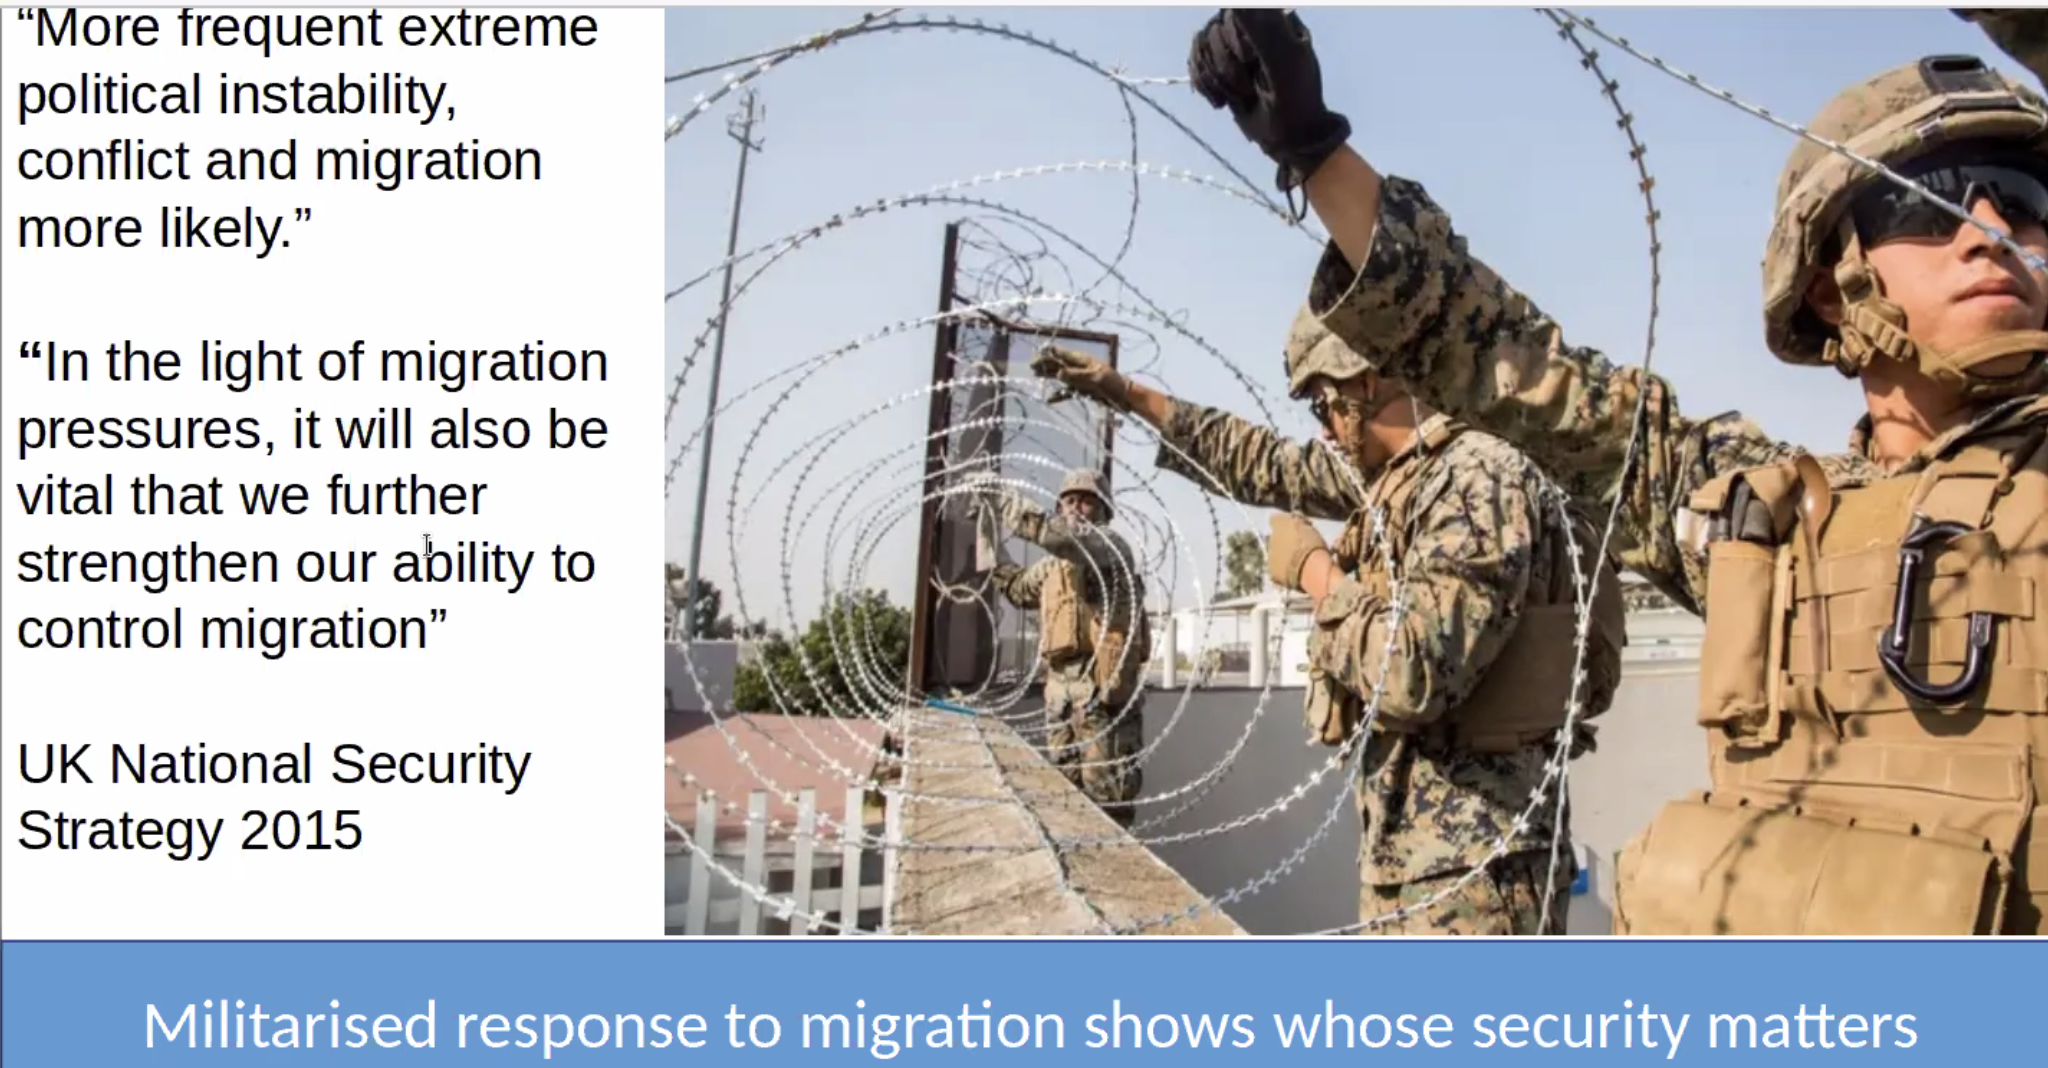 “More frequent extreme
political instability,
conflict and migration
more likely.”
“In the light of migration
pressures, it will also be
vital that we further
strengthen our ability to
control migration”
UK National Security
Strategy 2015
Militarised response to migration shows whose security matters